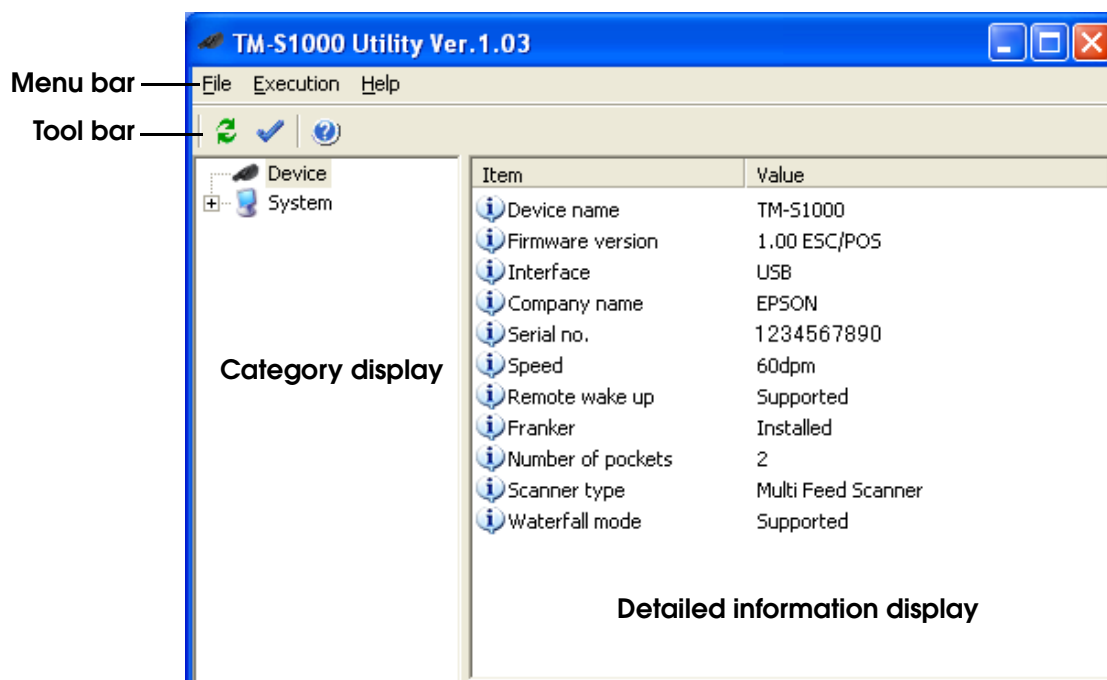 TM-S1000 Utility Ver.1.03
Menu bar
File Execution Help
Tool bar
Device
System
Category display
Item Value
Device name TM-S1000
Firmware version 1.00 ESC/POS
Interface USB
Company name EPSON
Serial no. 1234567890
Speed 60dpm
Remote wake up Supported
Franker Installed
Number of pockets 2
Scanner type Multi Feed Scanner
Waterfall mode Supported
Detailed information display